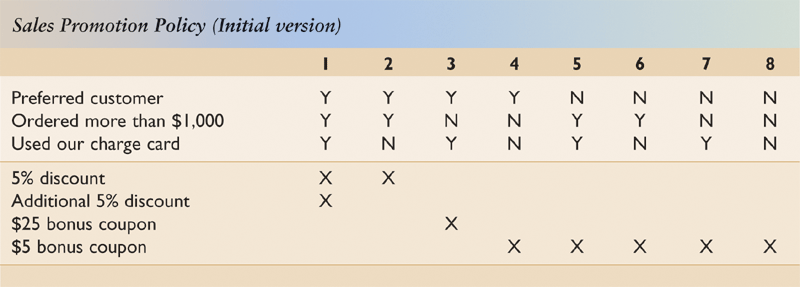 Sales Promotion Policy (Initial version)
1 2 3 4 5 6 7 8
Preferred customer Y Y Y Y N N N N
Ordered more than $1,000 Y Y N N Y Y N N
Used our charge card Y N Y N Y N Y N
5% discount X X
Additional 5% discount X
$25 bonus coupon X
$5 bonus coupon X X X X X